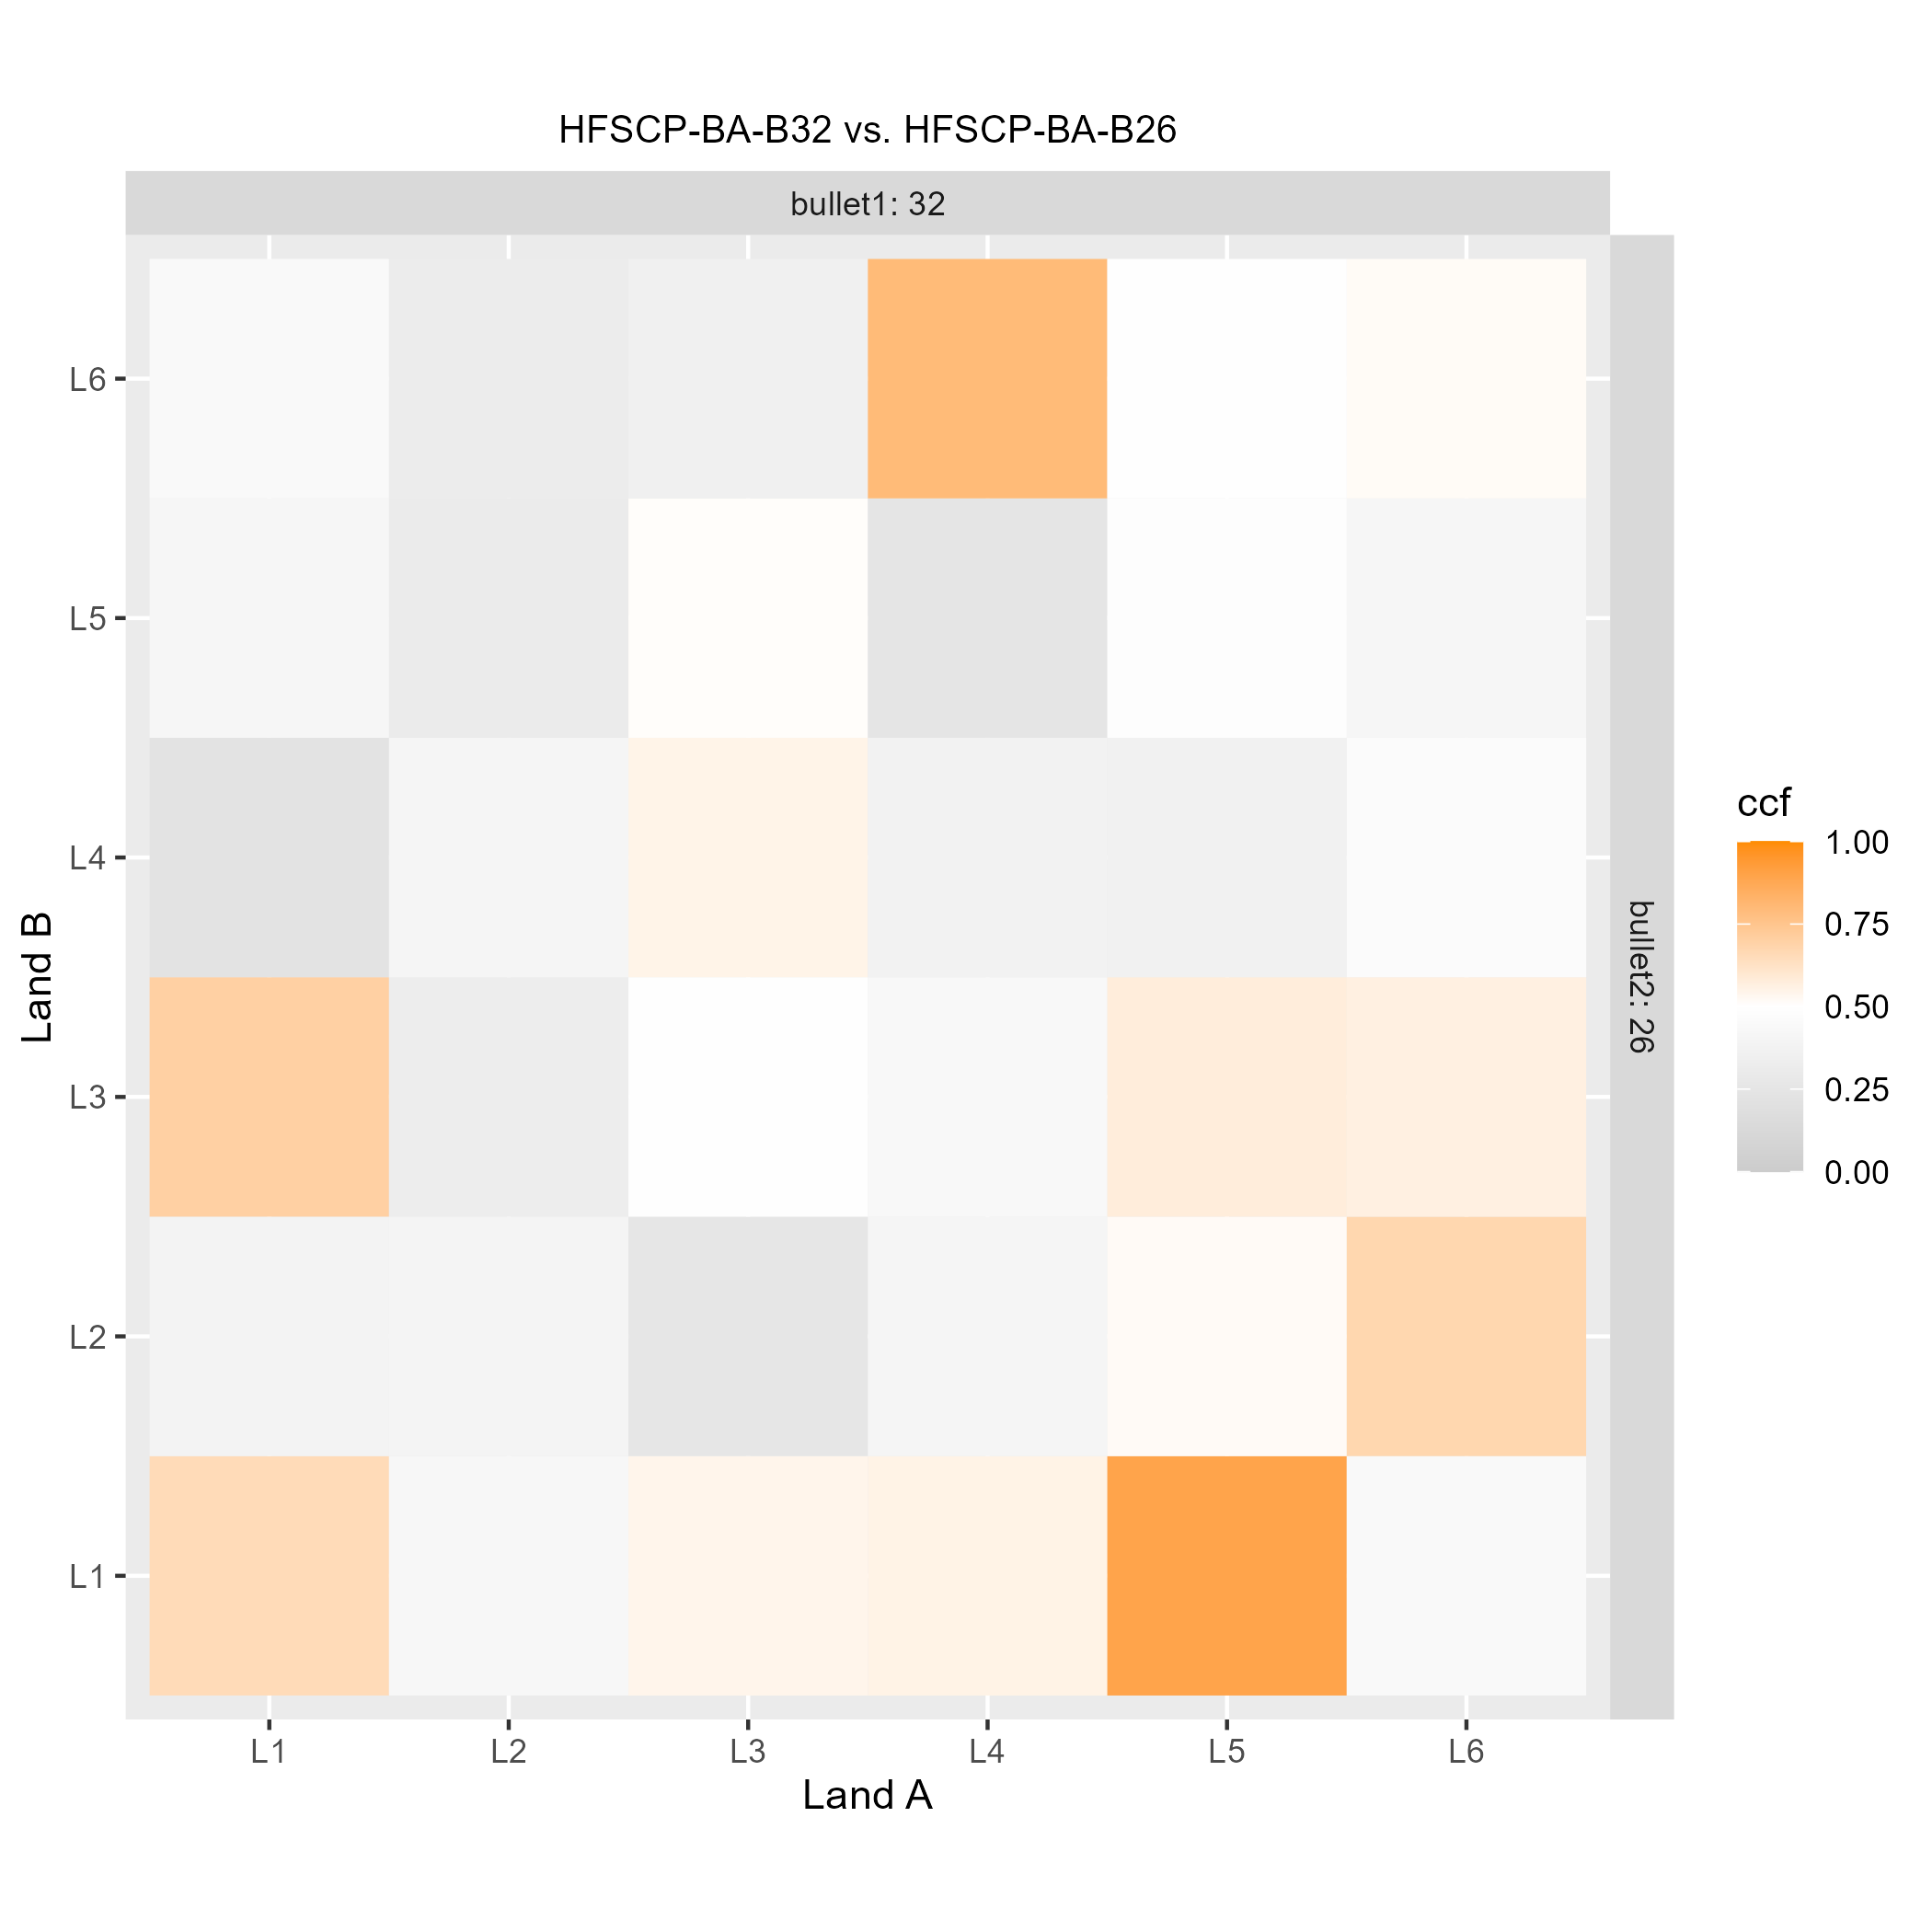 HFSCP-BA-B32 vs. HFSCP-BA-B26
bullet1: 32
L6
L5
L4
L3
L2
L1
Land B
bullet2: 26
ccf
1.00
0.75
0.50
0.25
0.00
L1 L2 L3 L4 L5 L6
Land A